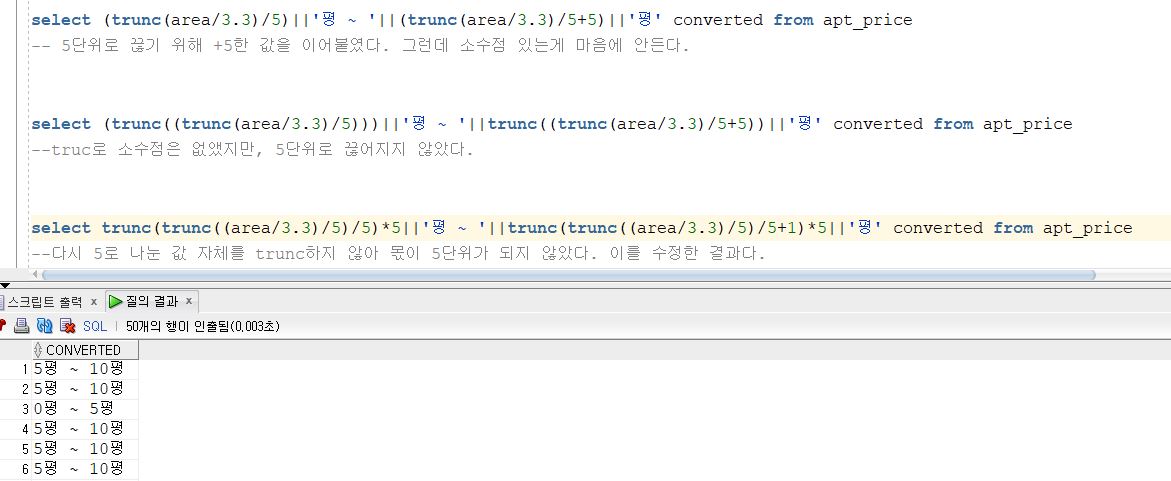 select (trunc(area/3.3)/5)||'평 ~ '||(trunc(area/3.3)/5+5)||'평' converted from apt_price
-- 5단위로 끊기 위해 +5한 값을 이어붙였다. 그런데 소수점 있는게 마음에 안든다.
select (trunc((trunc(area/3.3)/5)))||'평 ~ '||trunc((trunc(area/3.3)/5+5))||'평' converted from apt_price
--truc로 소수점은 없앴지만, 5단위로 끊어지지 않았다.
select trunc(trunc((area/3.3)/5)/5)*5||'평 ~ '||trunc(trunc((area/3.3)/5)/5+1)*5||'평' converted from apt_price
--다시 5로 나눈 값 자체를 trunc하지 않아 몫이 5단위가 되지 않았다. 이를 수정한 결과다.
스크립트 출력 x 질의 결과 x
SQL | 50개의 행이 인출됨(0,003초)
CONVERTED
1 5평 ~ 10평
2 5평 ~ 10평
3 0평 ~ 5평
4 5평 ~ 10평
5 5평 ~ 10평
6 5평 ~ 10평